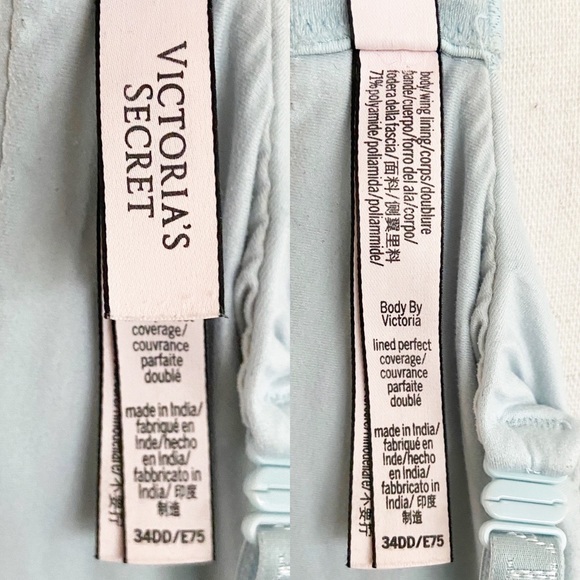 VICTORIA'S
SECRET
coverage/
couvrance
parfaite
doublé
made in India/
fabriqué en
Inde/hecho
en India/
fabbricato in
India/ 印度
制造
34DD/E75
body/wing lining/corps/doublure
bande/cuerpo/forro del ala/corpo/
fodera della fascia/面料/侧翼里料
71% polyamide/poliamida/poliammide/
Body By
Victoria
lined perfect
coverage/
couvrance
parfaite
doublé
made in India/
fabriqué en
Inde/hecho
en India/
fabbricato in
India/ 印度
制造
34DD/E75